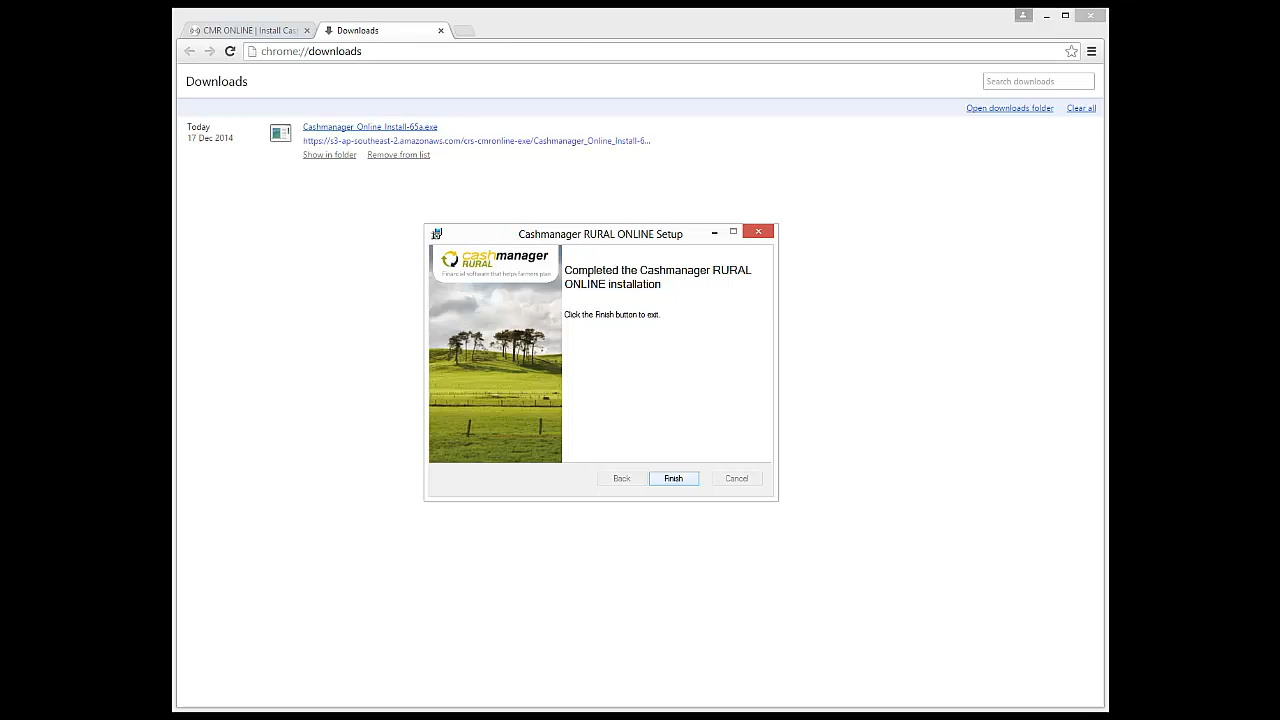 CMR ONLINE | Install Cas
Downloads
chrome://downloads
Downloads
Search downloads
Open downloads folder
Clear all
Today
17 Dec 2014
Cashmanager_Online_Install-65a.exe
https://s3-ap-southeast-2.amazonaws.com/crs-cmronline-exe/Cashmanager_Online_Install-6...
Show in folder
Remove from list
Cashmanager RURAL ONLINE Setup
cashmanager
RURAL
Financial software that helps farmers plan
Completed the Cashmanager RURAL
ONLINE installation
Click the Finish button to exit.
Back
Finish
Cancel